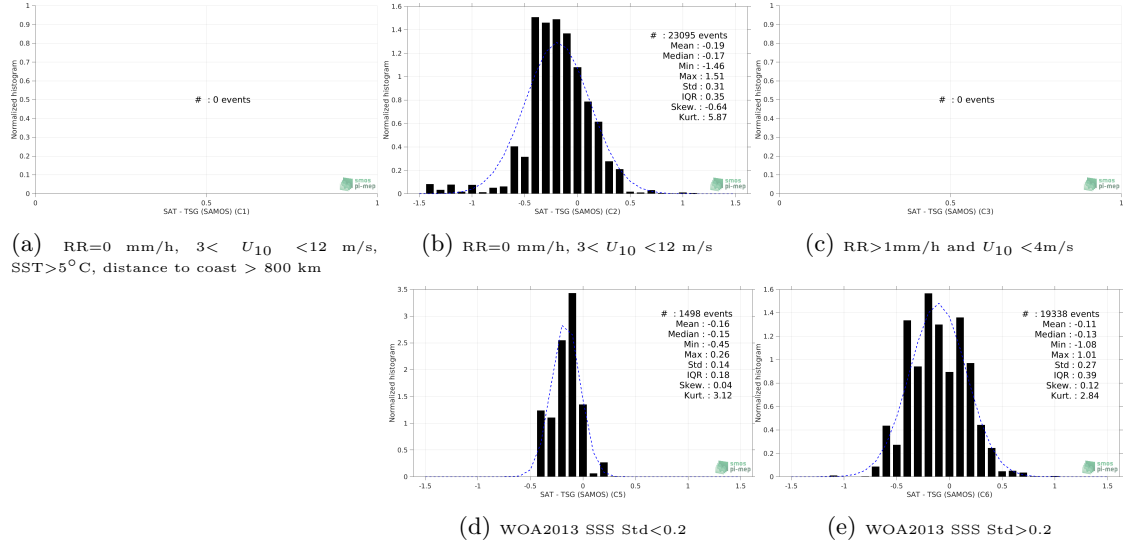 1
0.9
0.8
0.7
0.6
0.5
0.4
0.3
0.2
0.1
0
Normalized histogram
# : 0 events
0 0.5 1
SAT - TSG (SAMOS) (C1)
smos
pi-mep
(a) RR=0 mm/h, 3< U10 <12 m/s,
SST>5°C, distance to coast > 800 km
1.6
1.4
1.2
1
0.8
0.6
0.4
0.2
0
Normalized histogram
# : 23095 events
Mean : -0.19
Median : -0.17
Min : -1.46
Max : 1.51
Std : 0.31
IQR : 0.35
Skew. : -0.64
Kurt. : 5.87
-1.5 -1 -0.5 0 0.5 1 1.5
SAT - TSG (SAMOS) (C2)
smos
pi-mep
(b) RR=0 mm/h, 3< U10 <12 m/s
1
0.9
0.8
0.7
0.6
0.5
0.4
0.3
0.2
0.1
0
Normalized histogram
# : 0 events
0 0.5 1
SAT - TSG (SAMOS) (C3)
smos
pi-mep
(c) RR>1mm/h and U10 <4m/s
3.5
3
2.5
2
1.5
1
0.5
0
Normalized histogram
# : 1498 events
Mean : -0.16
Median : -0.15
Min : -0.45
Max : 0.26
Std : 0.14
IQR : 0.18
Skew. : 0.04
Kurt. : 3.12
-1.5 -1 -0.5 0 0.5 1 1.5
SAT - TSG (SAMOS) (C5)
smos
pi-mep
(d) WOA2013 SSS Std<0.2
1.6
1.4
1.2
1
0.8
0.6
0.4
0.2
0
Normalized histogram
# : 19338 events
Mean : -0.11
Median : -0.13
Min : -1.08
Max : 1.01
Std : 0.27
IQR : 0.39
Skew. : 0.12
Kurt. : 2.84
-1.5 -1 -0.5 0 0.5 1 1.5
SAT - TSG (SAMOS) (C6)
smos
pi-mep
(e) WOA2013 SSS Std>0.2